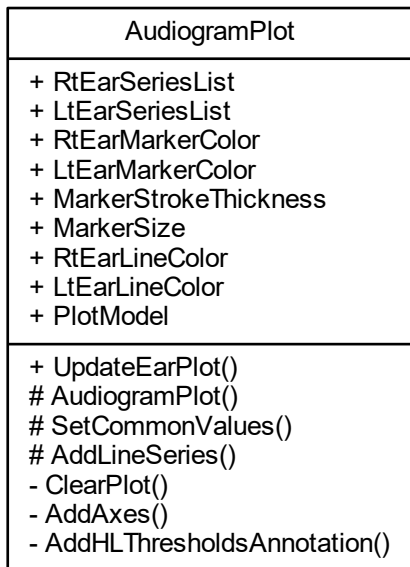 AudiogramPlot
+ RtEarSeriesList
+ LtEarSeriesList
+ RtEarMarkerColor
+ LtEarMarkerColor
+ MarkerStrokeThickness
+ MarkerSize
+ RtEarLineColor
+ LtEarLineColor
+ PlotModel
+ UpdateEarPlot()
# AudiogramPlot()
# SetCommonValues()
# AddLineSeries()
- ClearPlot()
- AddAxes()
- AddHLThresholdsAnnotation()